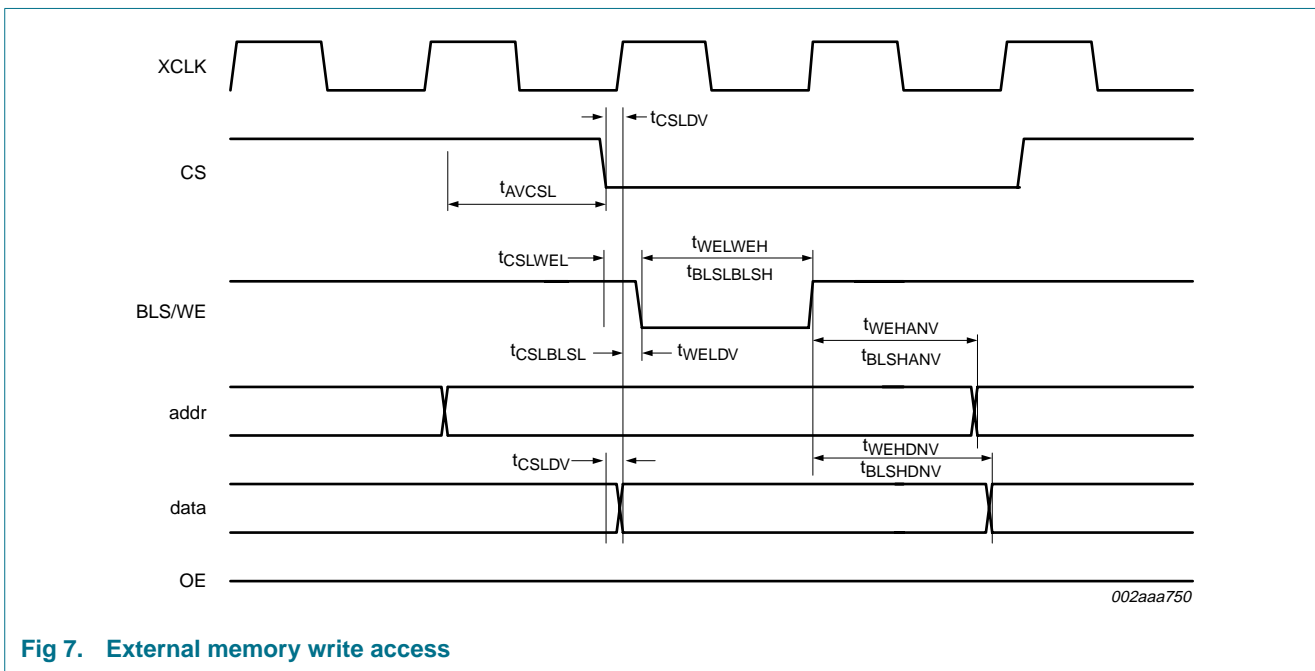 XCLK
tCSLDV
CS
tAVCSL
tCSLWEL
tWELWEH
tBLSLBLSH
BLS/WE
tCSLBLSL
tWELDV
tWEHANV
tBLSHANV
addr
tCSLDV
tWEHDNV
tBLSHDNV
data
OE
002aaa750
Fig 7. External memory write access